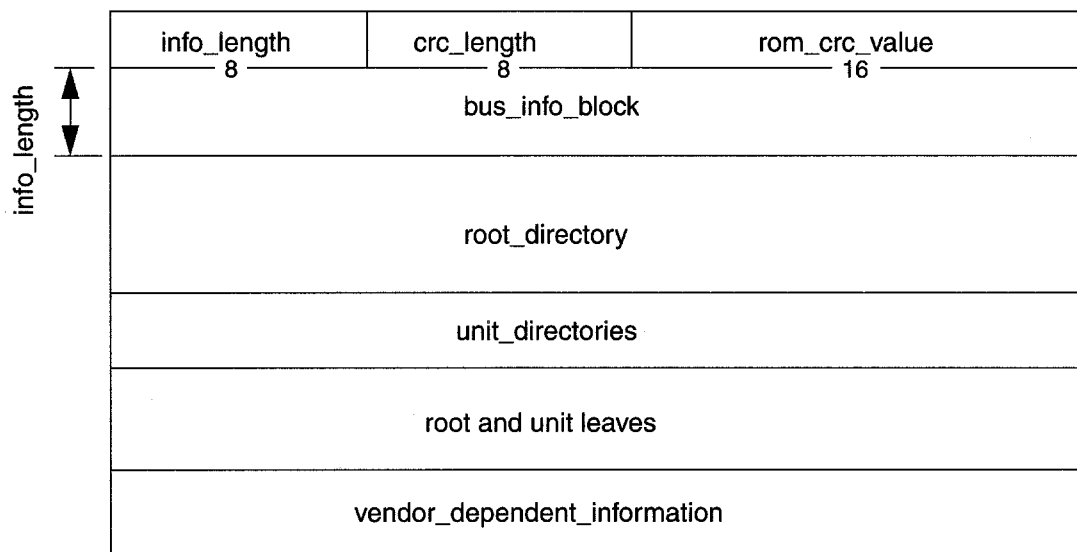 info_length crc_length rom_crc_value
8 8 16
info_length
bus_info_block
root_directory
unit_directories
root and unit leaves
vendor_dependent_information